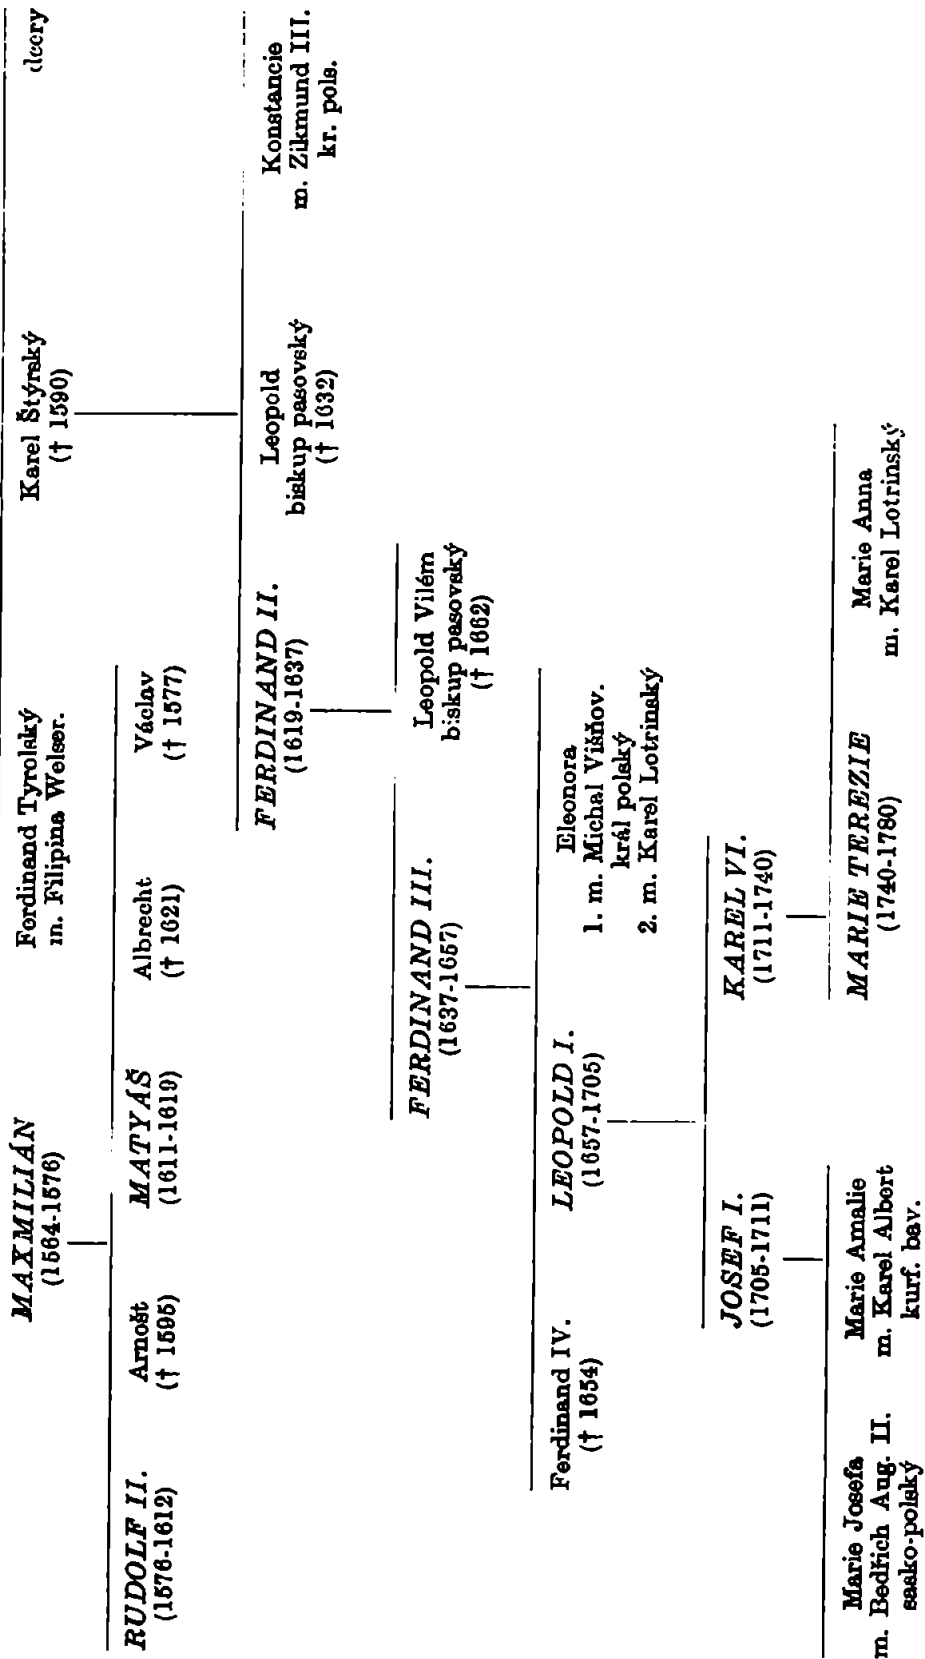 MAXMILIÁN
(1564-1576)
Ferdinand Tyrolský
m. Filipina Welser.
Karel Štýrský
(† 1590)
dcery
RUDOLF II.
(1576-1612)
Arnošt
(† 1595)
MATYÁŠ
(1611-1619)
Albrecht
(† 1621)
Václav
(† 1577)
FERDINAND II.
(1619-1637)
Leopold
biskup pasovský
(† 1632)
Konstancie
m. Zikmund III.
kr. pols.
FERDINAND III.
(1637-1657)
Leopold Vilém
biskup pasovský
(† 1662)
Ferdinand IV.
(† 1654)
LEOPOLD I.
(1657-1705)
Eleonora
1. m. Michal Višňov.
král polský
2. m. Karel Lotrinský
JOSEF I.
(1705-1711)
KAREL VI.
(1711-1740)
Marie Josefa
m. Bedřich Aug. II.
sasko-polský
Marie Amalie
m. Karel Albert
kurf. bav.
MARIE TEREZIE
(1740-1780)
Marie Anna
m. Karel Lotrinský